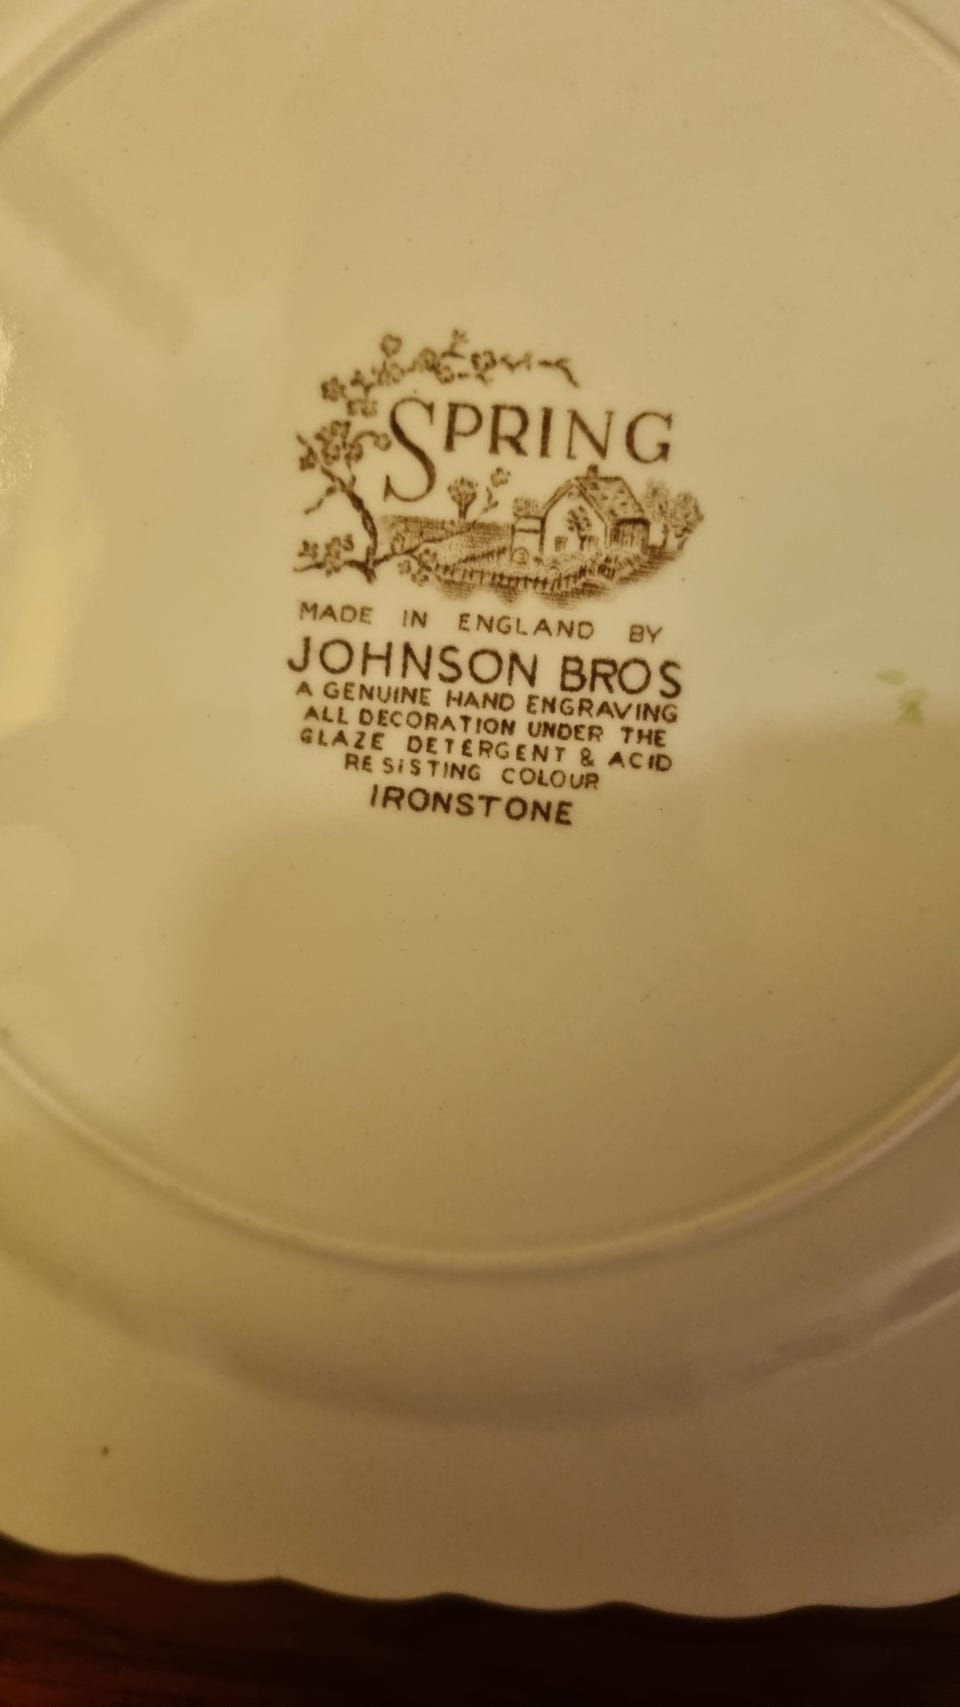 SPRING
MADE IN ENGLAND BY
JOHNSON BROS
A GENUINE HAND ENGRAVING
ALL DECORATION UNDER THE
GLAZE DETERGENT & ACID
RESISTING COLOUR
IRONSTONE